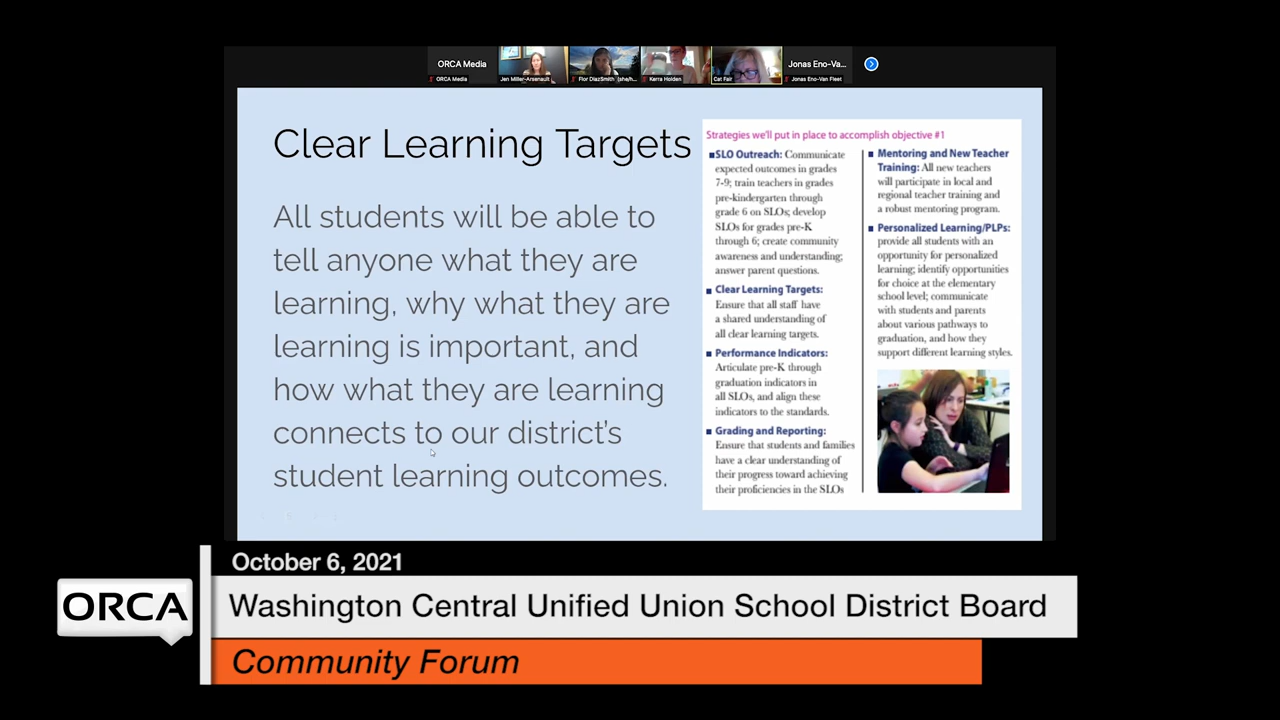 ORCA Media
Jonas Eno-Va...
ORCA Media
Jen Miller-Arsenault
Flor DiazSmith (she/h...
Kerra Holden
Cat Fair
Jonas Eno-Van Fleet
Clear Learning Targets
All students will be able to
tell anyone what they are
learning, why what they are
learning is important, and
how what they are learning
connects to our district's
student learning outcomes.
Strategies we'll put in place to accomplish objective #1
■SLO Outreach: Communicate
expected outcomes in grades
7-9; train teachers in grades
pre-kindergarten through
grade 6 on SLOs; develop
SLOs for grades pre-K
through 6; create community
awareness and understanding;
answer parent questions.
■ Clear Learning Targets:
Ensure that all staff have
a shared understanding of
all clear learning targets.
■ Performance Indicators:
Articulate pre-K through
graduation indicators in
all SLOs, and align these
indicators to the standards.
■ Grading and Reporting:
Ensure that students and families
have a clear understanding of
their progress toward achieving
their proficiencies in the SLOs
■ Mentoring and New Teacher
Training: All new teachers
will participate in local and
regional teacher training and
a robust mentoring program.
■ Personalized Learning/PLPs:
provide all students with an
opportunity for personalized
learning; identify opportunities
for choice at the elementary
school level; communicate
with students and parents
about various pathways to
graduation, and how they
support different learning styles.
October 6, 2021
ORCA
Washington Central Unified Union School District Board
Community Forum